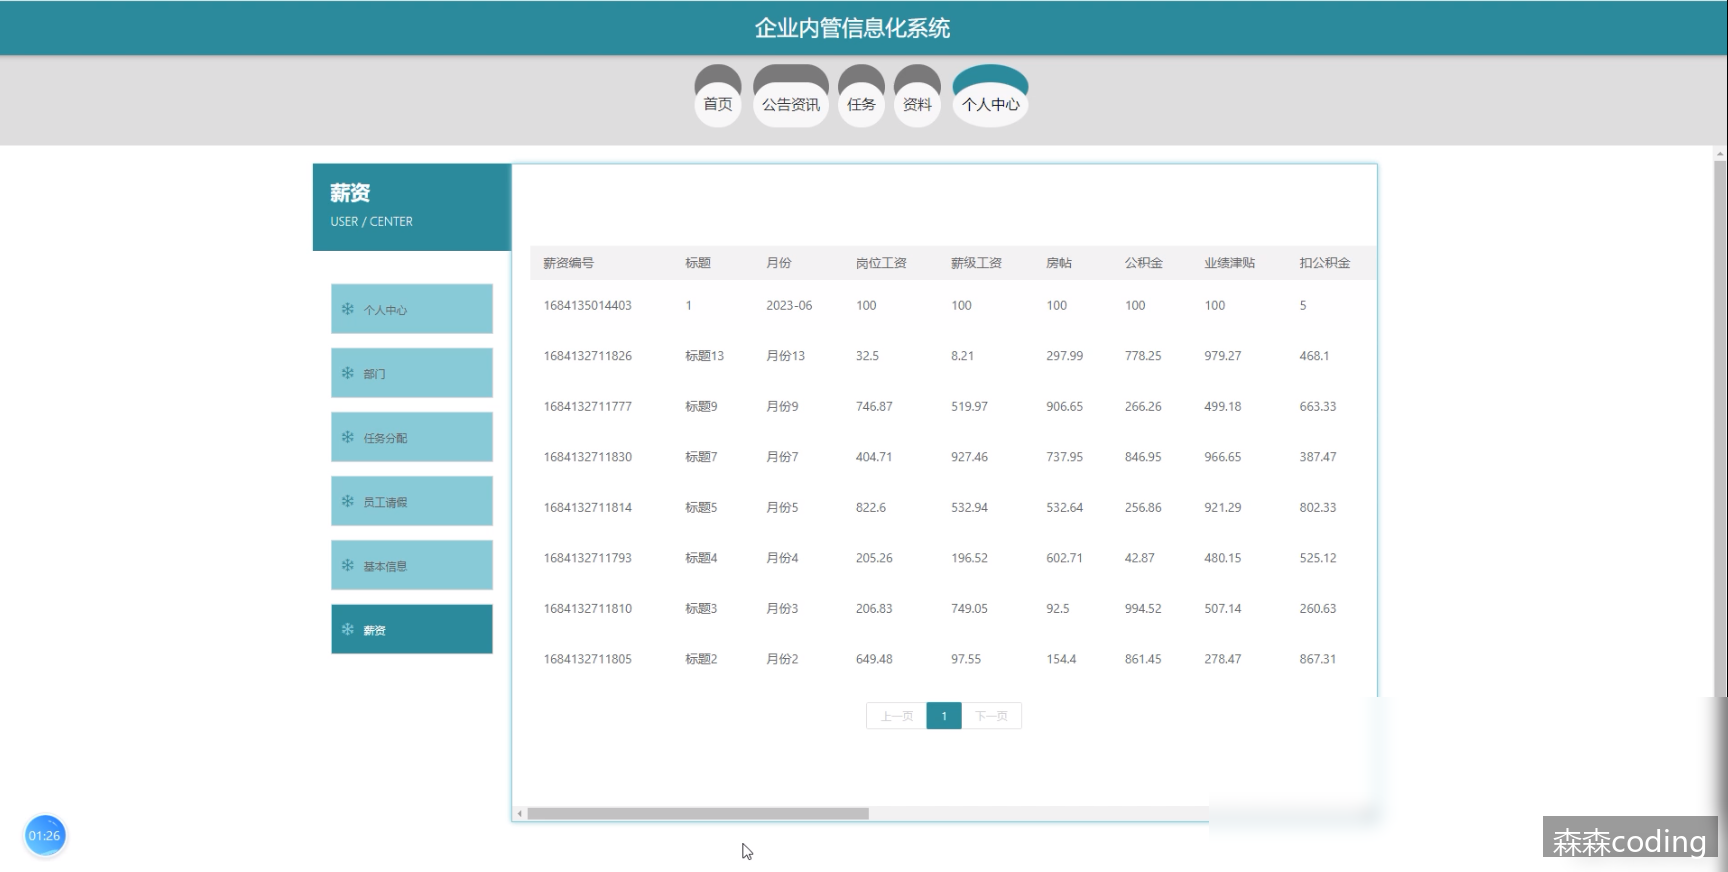 企业内管信息化系统
首页 公告资讯 任务 资料 个人中心
薪资
USER / CENTER
个人中心
部门
任务分配
员工请假
基本信息
薪资
薪资编号 标题 月份 岗位工资 薪级工资 房帖 公积金 业绩津贴 扣公积金
1684135014403 1 2023-06 100 100 100 100 100 5
1684132711826 标题13 月份13 32.5 8.21 297.99 778.25 979.27 468.1
1684132711777 标题9 月份9 746.87 519.97 906.65 266.26 499.18 663.33
1684132711830 标题7 月份7 404.71 927.46 737.95 846.95 966.65 387.47
1684132711814 标题5 月份5 822.6 532.94 532.64 256.86 921.29 802.33
1684132711793 标题4 月份4 205.26 196.52 602.71 42.87 480.15 525.12
1684132711810 标题3 月份3 206.83 749.05 92.5 994.52 507.14 260.63
1684132711805 标题2 月份2 649.48 97.55 154.4 861.45 278.47 867.31
上一页 1 下一页
01:26
森森coding